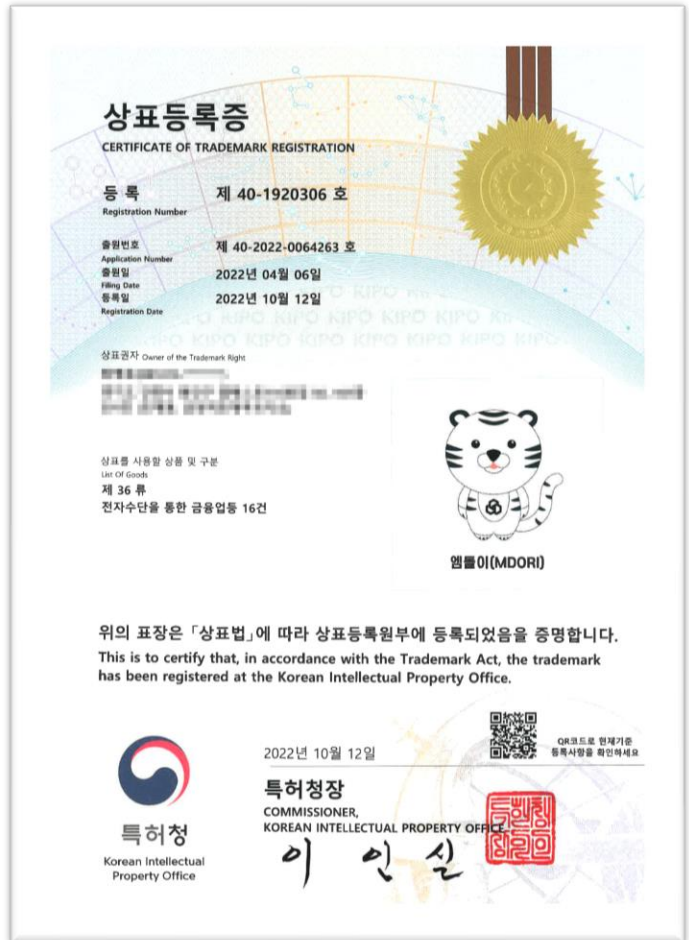 상표등록증
CERTIFICATE OF TRADEMARK REGISTRATION
등 록 제 40-1920306 호
Registration Number
출원번호 제 40-2022-0064263 호
Application Number
출원일 2022년 04월 06일
Filing Date
등록일 2022년 10월 12일
Registration Date
KIPO KIPO KIPO KIPO KIPO
KIPO KIPO KIPO KIPO KIPO KIPO
상표권자 Owner of the Trademark Right
상표를 사용할 상품 및 구분
List Of Goods
제 36 류
전자수단을 통한 금융업등 16건
엠돌이(MDORI)
위의 표장은 「상표법」에 따라 상표등록원부에 등록되었음을 증명합니다.
This is to certify that, in accordance with the Trademark Act, the trademark
has been registered at the Korean Intellectual Property Office.
QR코드로 현재기준
등록사항을 확인하세요
2022년 10월 12일
특허청장
COMMISSIONER,
KOREAN INTELLECTUAL PROPERTY OFFICE
이 인 실
특허청
Korean Intellectual
Property Office